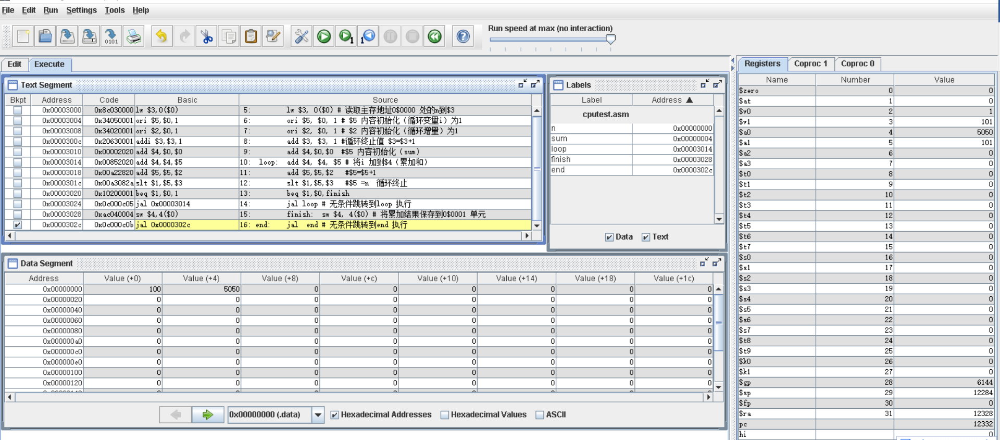 File Edit Run Settings Tools Help
Run speed at max (no interaction)
Edit Execute
Text Segment
Bkpt Address Code Basic Source
0x00003000 0x8c030000 lw $3,0($0) 5: lw $3, 0($0) # 读取主存地址0$0000 处的n到$3
0x00003004 0x34050001 ori $5,$0,1 6: ori $5, $0, 1 # $5 内容初始化（循环变量i）为1
0x00003008 0x34020001 ori $2,$0,1 7: ori $2, $0, 1 # $2 内容初始化（循环增量）为1
0x0000300c 0x20630001 addi $3,$3,1 8: add $3, $3, 1 #循环终止值 $3=$3+1
0x00003010 0x00002020 add $4,$0,$0 9: add $4,$0,$0 #$5 内容初始化（sum）
0x00003014 0x00852020 add $4,$4,$5 10: loop: add $4, $4, $5 # 将i 加到$4（累加和）
0x00003018 0x00a22820 add $5,$5,$2 11: add $5,$5,$2 #$5=$5+1
0x0000301c 0x00a3082a slt $1,$5,$3 12: slt $1,$5,$3 #$5 =n 循环终止
0x00003020 0x10200001 beq $1,$0,1 13: beq $1,$0,finish
0x00003024 0x0c000c05 jal 0x00003014 14: jal loop # 无条件跳转到loop 执行
0x00003028 0xac040004 sw $4,4($0) 15: finish: sw $4, 4($0) # 将累加结果保存到0$0001 单元
0x0000302c 0x0c000c0b jal 0x0000302c 16: end: jal end # 无条件跳转到end 执行
Labels
Label Address ▲
cputest.asm
n 0x00000000
sum 0x00000004
loop 0x00003014
finish 0x00003028
end 0x0000302c
Data Text
Data Segment
Address Value (+0) Value (+4) Value (+8) Value (+c) Value (+10) Value (+14) Value (+18) Value (+1c)
0x00000000 100 5050 0 0 0 0 0 0
0x00000020 0 0 0 0 0 0 0 0
0x00000040 0 0 0 0 0 0 0 0
0x00000060 0 0 0 0 0 0 0 0
0x00000080 0 0 0 0 0 0 0 0
0x000000a0 0 0 0 0 0 0 0 0
0x000000c0 0 0 0 0 0 0 0 0
0x000000e0 0 0 0 0 0 0 0 0
0x00000100 0 0 0 0 0 0 0 0
0x00000120 0 0 0 0 0 0 0 0
0x00000000 (.data) Hexadecimal Addresses Hexadecimal Values ASCII
Registers Coproc 1 Coproc 0
Name Number Value
$zero 0 0
$at 1 0
$v0 2 1
$v1 3 101
$a0 4 5050
$a1 5 101
$a2 6 0
$a3 7 0
$t0 8 0
$t1 9 0
$t2 10 0
$t3 11 0
$t4 12 0
$t5 13 0
$t6 14 0
$t7 15 0
$s0 16 0
$s1 17 0
$s2 18 0
$s3 19 0
$s4 20 0
$s5 21 0
$s6 22 0
$s7 23 0
$t8 24 0
$t9 25 0
$k0 26 0
$k1 27 0
$gp 28 6144
$sp 29 12284
$fp 30 0
$ra 31 12328
pc 12332
hi 0